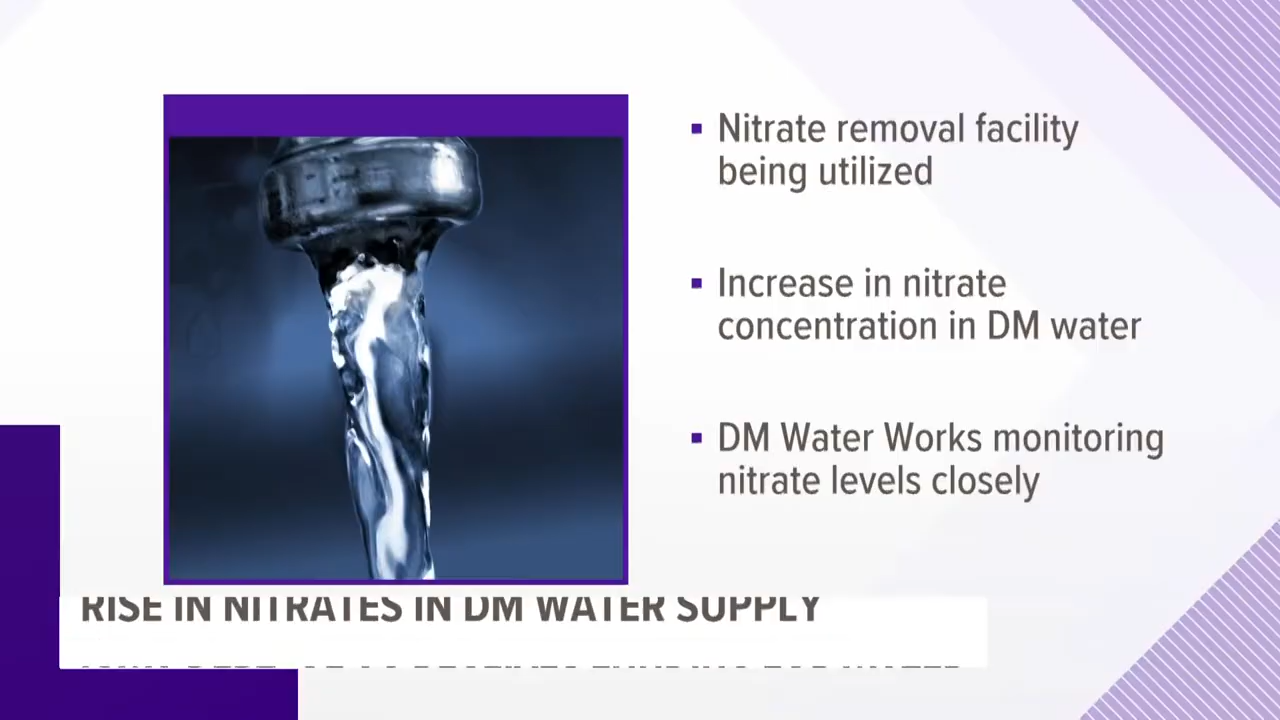 Nitrate removal facility
being utilized
Increase in nitrate
concentration in DM water
DM Water Works monitoring
nitrate levels closely
RISE IN NITRATES IN DM WATER SUPPLY